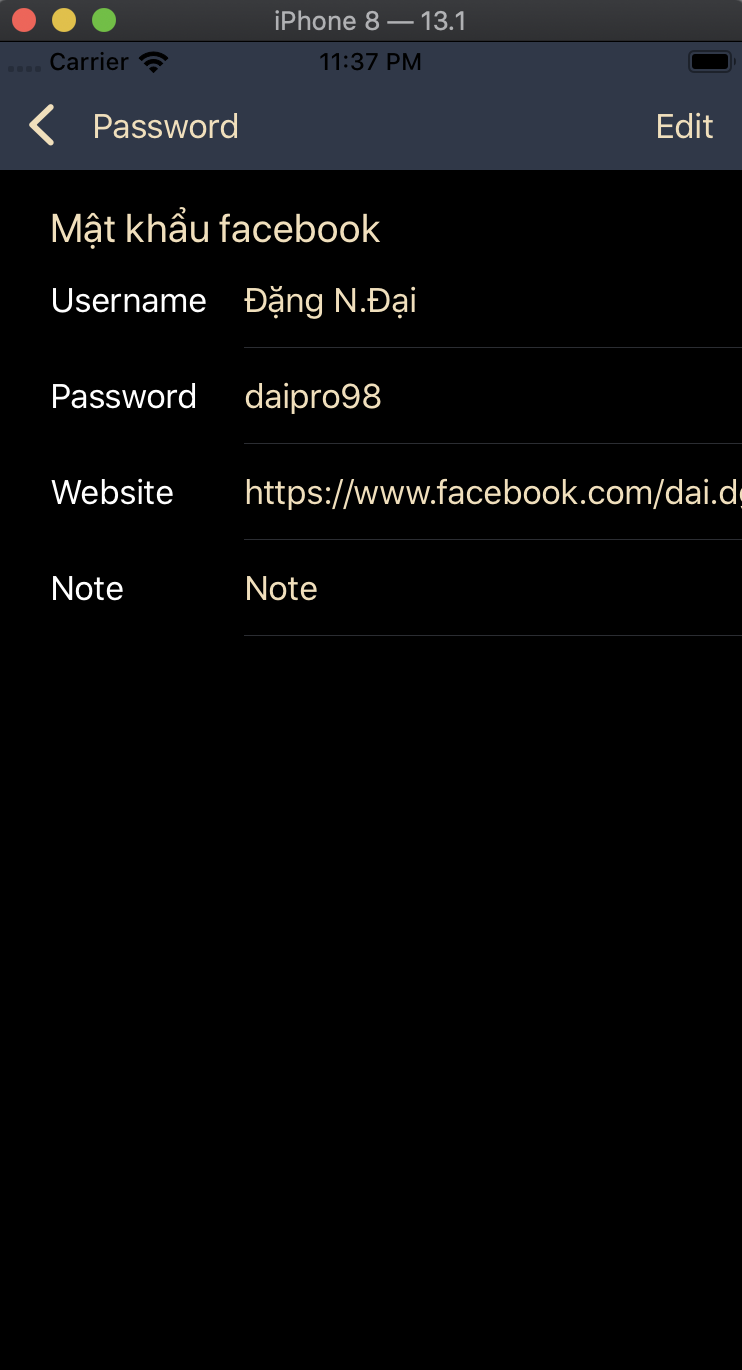 iPhone 8 — 13.1
Carrier 11:37 PM
Password Edit
Mật khẩu facebook
Username Đặng N.Đại
Password daipro98
Website https://www.facebook.com/dai.dg
Note Note